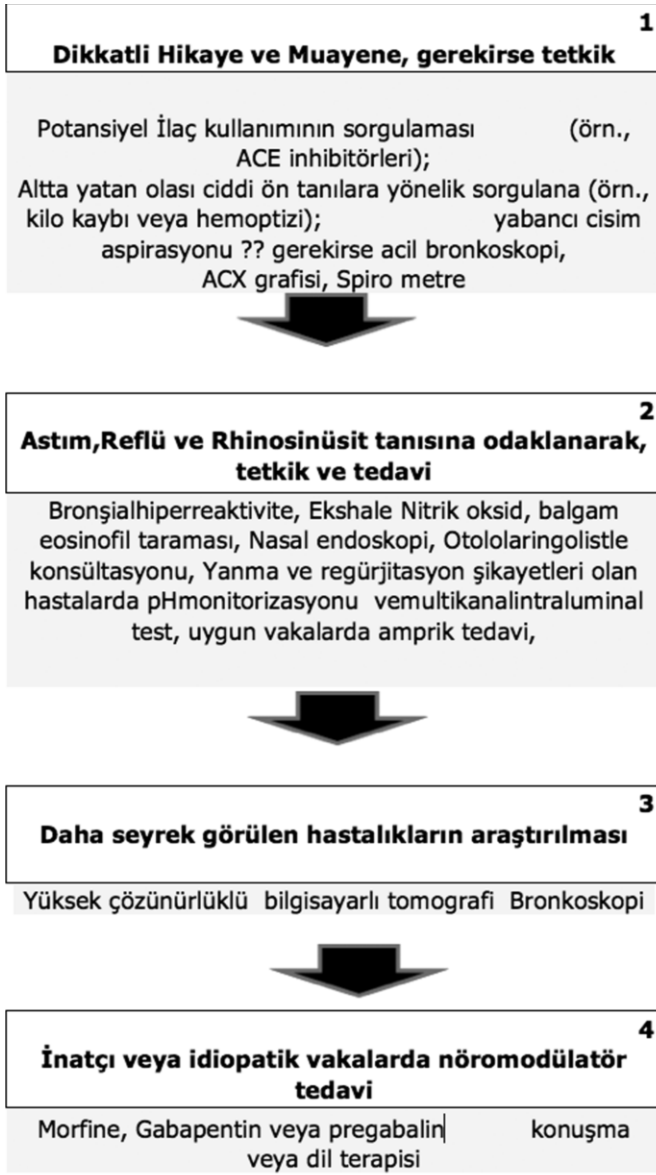 1
Dikkatli Hikaye ve Muayene, gerekirse tetkik
Potansiyel İlaç kullanımının sorgulaması (örn.,
ACE inhibitörleri);
Altta yatan olası ciddi ön tanılara yönelik sorgulana (örn.,
kilo kaybı veya hemoptizi); yabancı cisim
aspirasyonu ?? gerekirse acil bronkoskopi,
ACX grafisi, Spiro metre
2
Astım,Reflü ve Rhinosinüsit tanısına odaklanarak,
tetkik ve tedavi
Bronşialhiperreaktivite, Ekshale Nitrik oksid, balgam
eosinofil taraması, Nasal endoskopi, Otololaringolistle
konsültasyonu, Yanma ve regürjitasyon şikayetleri olan
hastalarda pHmonitorizasyonu vemultikanalintraluminal
test, uygun vakalarda amprik tedavi,
3
Daha seyrek görülen hastalıkların araştırılması
Yüksek çözünürlüklü bilgisayarlı tomografi Bronkoskopi
4
İnatçı veya idiopatik vakalarda nöromodülatör
tedavi
Morfine, Gabapentin veya pregabalin konuşma
veya dil terapisi